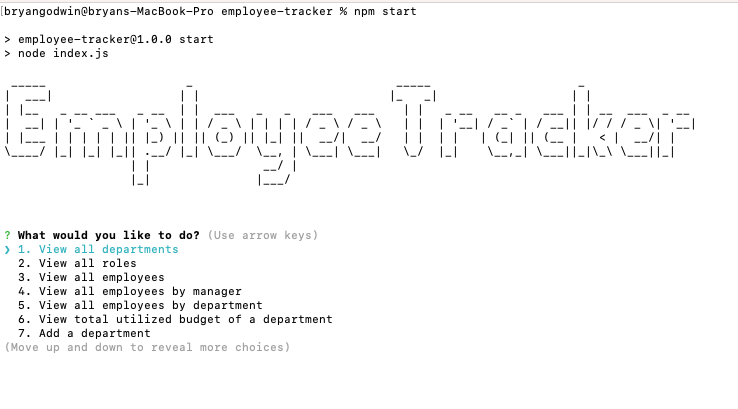 [bryangodwin@bryans-MacBook-Pro employee-tracker % npm start
> employee-tracker@1.0.0 start
> node index.js
Employee Tracker
? What would you like to do? (Use arrow keys)
❯ 1. View all departments
2. View all roles
3. View all employees
4. View all employees by manager
5. View all employees by department
6. View total utilized budget of a department
7. Add a department
(Move up and down to reveal more choices)